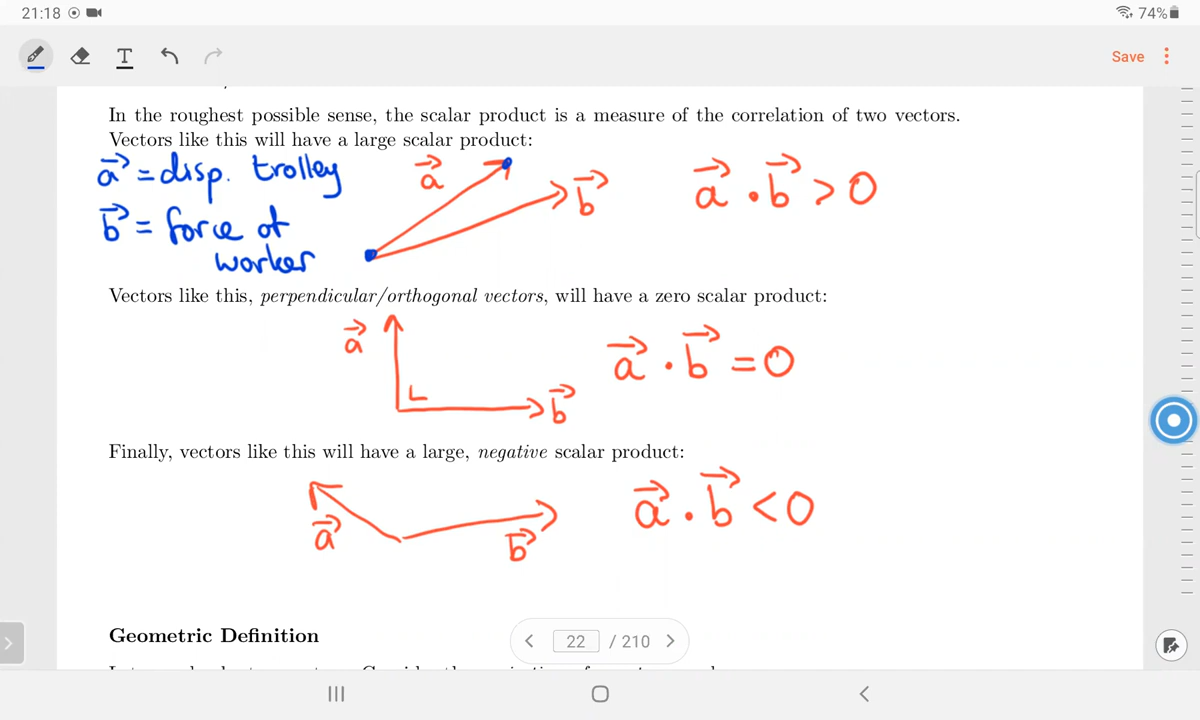 21:18 74%
T Save
In the roughest possible sense, the scalar product is a measure of the correlation of two vectors.
Vectors like this will have a large scalar product:
a⃗ = disp. trolley
a⃗
b⃗
a⃗ · b⃗ > 0
b⃗ = force of
worker
Vectors like this, perpendicular/orthogonal vectors, will have a zero scalar product:
a⃗
b⃗
a⃗ · b⃗ = 0
Finally, vectors like this will have a large, negative scalar product:
a⃗
b⃗
a⃗ · b⃗ < 0
Geometric Definition
22 / 210